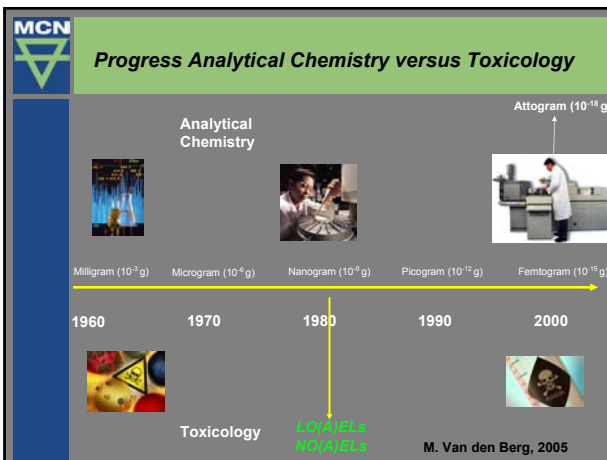 MCN
Progress Analytical Chemistry versus Toxicology
Attogram (10⁻¹⁸ g
Analytical
Chemistry
Milligram (10⁻³ g) Microgram (10⁻⁶ g) Nanogram (10⁻⁹ g) Picogram (10⁻¹² g) Femtogram (10⁻¹⁵ g)
1960 1970 1980 1990 2000
LO(A)ELs
Toxicology
NO(A)ELs
M. Van den Berg, 2005